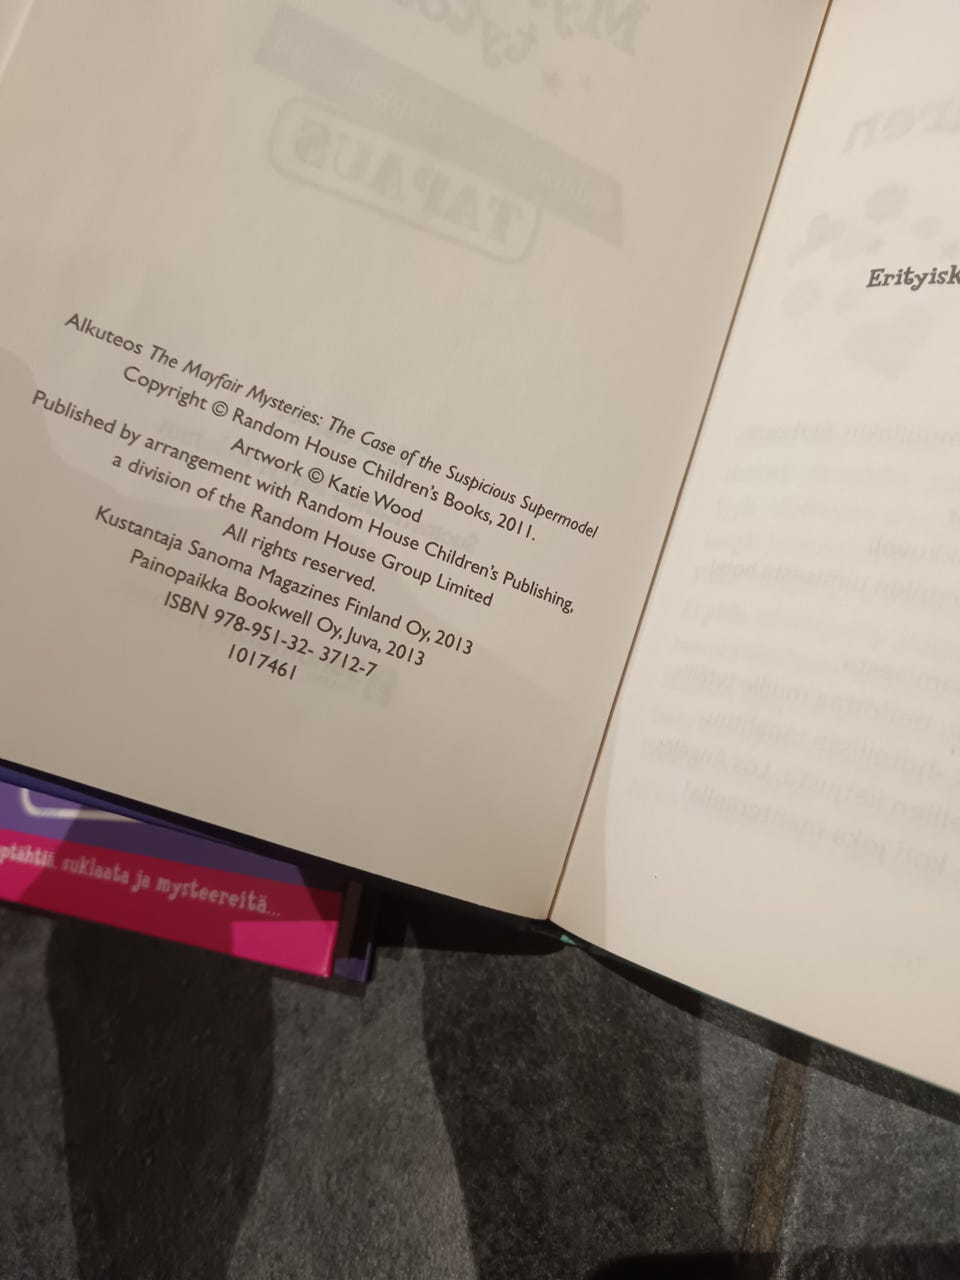 Alkuteos The Mayfair Mysteries: The Case of the Suspicious Supermodel
Copyright © Random House Children's Books, 2011.
Artwork © Katie Wood
Published by arrangement with Random House Children's Publishing,
a division of the Random House Group Limited
All rights reserved.
Kustantaja Sanoma Magazines Finland Oy, 2013
Painopaikka Bookwell Oy, Juva, 2013
ISBN 978-951-32- 3712-7
1017461
Erityisk
TAPAUS
ptähtiä, suklaata ja mysteereitä...